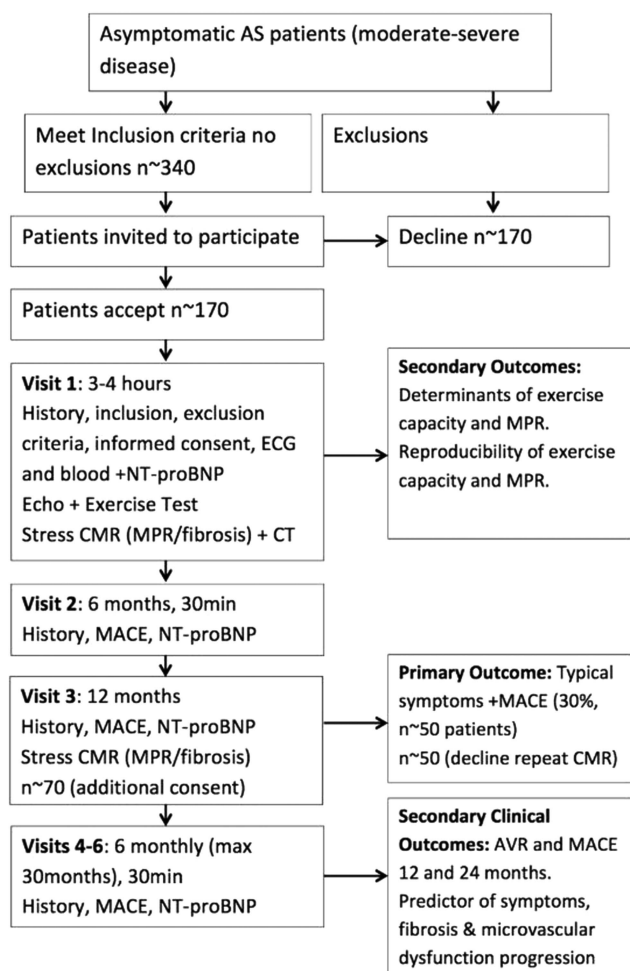 Asymptomatic AS patients (moderate-severe
disease)
Meet Inclusion criteria no
exclusions n~340
Exclusions
Patients invited to participate
Decline n~170
Patients accept n~170
Visit 1: 3-4 hours
History, inclusion, exclusion
criteria, informed consent, ECG
and blood +NT-proBNP
Echo + Exercise Test
Stress CMR (MPR/fibrosis) + CT
Secondary Outcomes:
Determinants of exercise
capacity and MPR.
Reproducibility of exercise
capacity and MPR.
Visit 2: 6 months, 30min
History, MACE, NT-proBNP
Visit 3: 12 months
History, MACE, NT-proBNP
Stress CMR (MPR/fibrosis)
n~70 (additional consent)
Primary Outcome: Typical
symptoms +MACE (30%,
n~50 patients)
n~50 (decline repeat CMR)
Visits 4-6: 6 monthly (max
30months), 30min
History, MACE, NT-proBNP
Secondary Clinical
Outcomes: AVR and MACE
12 and 24 months.
Predictor of symptoms,
fibrosis & microvascular
dysfunction progression